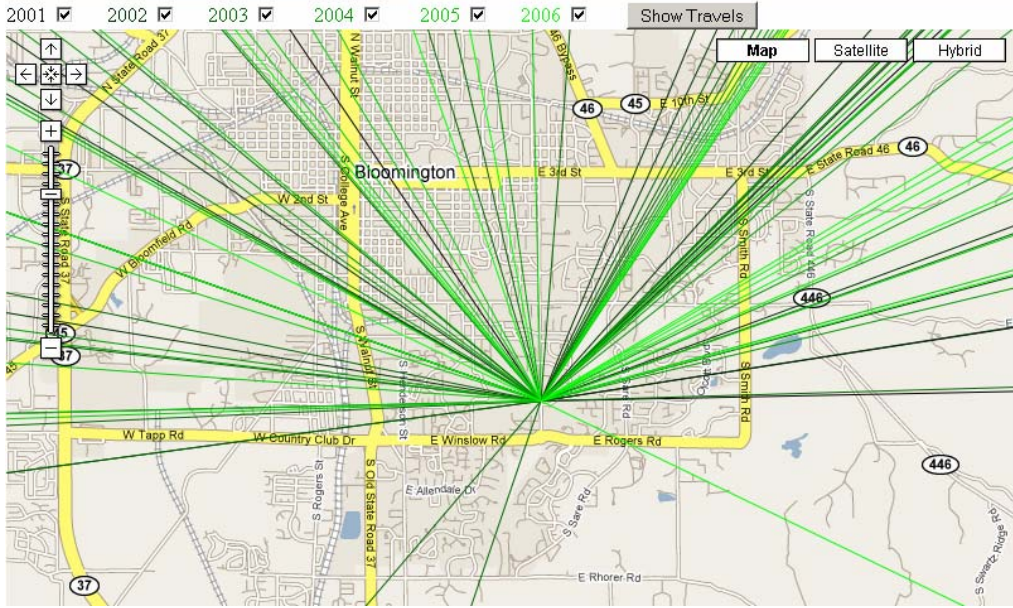 2001 2002 2003 2004 2005 2006 Show Travels
Map Satellite Hybrid
N State Road 37
N Walnut St
46 Bypass
46
45
E 10th St
37
Bloomington
E 3rd St
E 3rd St
E State Road 46
46
W 2nd St
S College Ave
S State Road 37
W Bloomfield Rd
S Smith Rd
S State Road 446
446
45
37
45
S Walnut St
S Henderson St
S Sare Rd
S Smith Rd
W Tapp Rd
W Country Club Dr
E Winslow Rd
E Rogers Rd
446
S Rogers St
S Old State Road 37
E Allendale Dr
S Sare Rd
S Swartz Ridge Rd
E Rhorer Rd
37